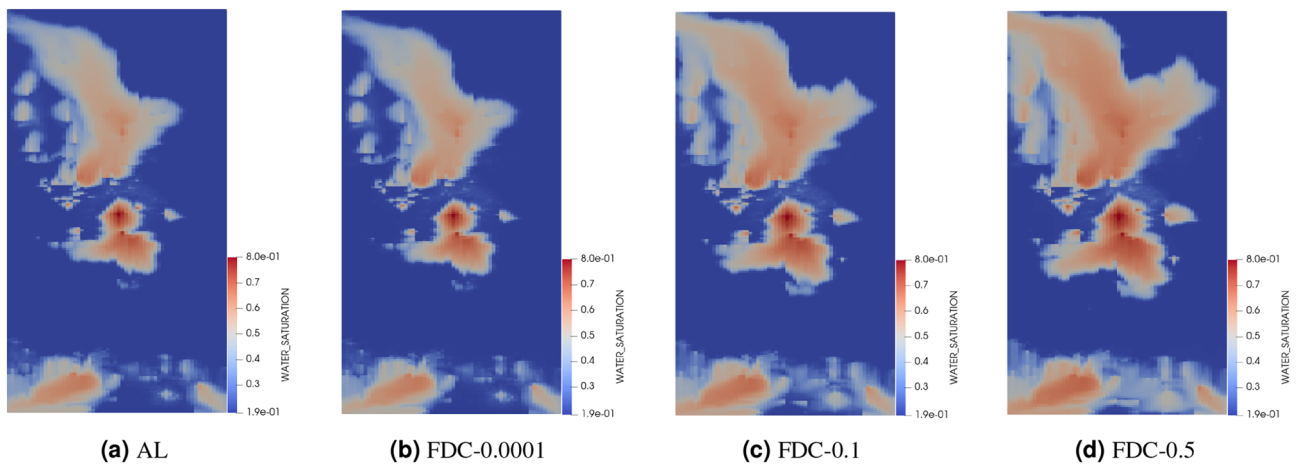 8.0e-01
0.7
0.6
0.5
0.4
0.3
1.9e-01
WATER_SATURATION
8.0e-01
0.7
0.6
0.5
0.4
0.3
1.9e-01
WATER_SATURATION
8.0e-01
0.7
0.6
0.5
0.4
0.3
1.9e-01
WATER_SATURATION
8.0e-01
0.7
0.6
0.5
0.4
0.3
1.9e-01
WATER_SATURATION
(a) AL
(b) FDC-0.0001
(c) FDC-0.1
(d) FDC-0.5